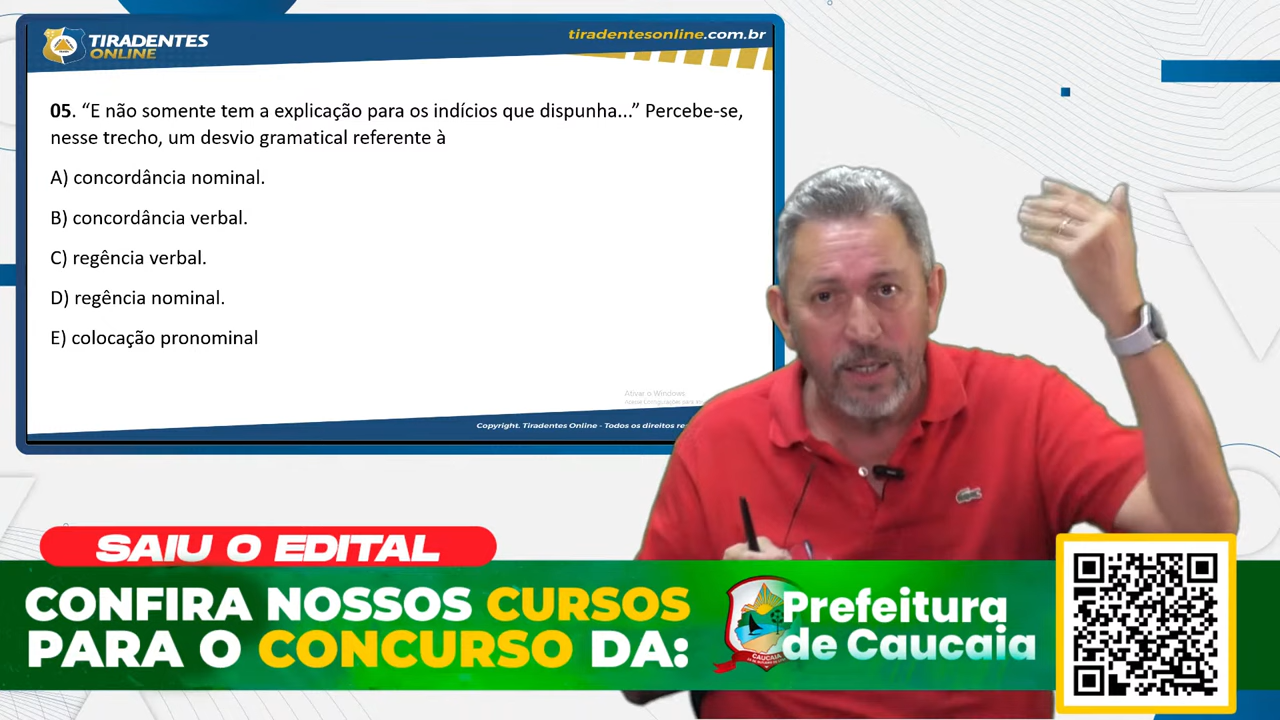 TIRADENTES
ONLINE
tiradentesonline.com.br
05. “E não somente tem a explicação para os indícios que dispunha...” Percebe-se,
nesse trecho, um desvio gramatical referente à
A) concordância nominal.
B) concordância verbal.
C) regência verbal.
D) regência nominal.
E) colocação pronominal
Ativar o Windows
Copyright. Tiradentes Online - Todos os direitos
SAIU O EDITAL
CONFIRA NOSSOS CURSOS
PARA O CONCURSO DA:
Prefeitura
de Caucaia
CAUCAIA